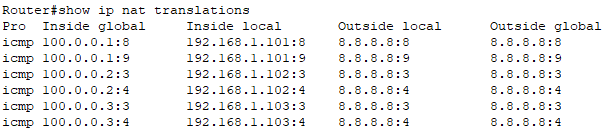 Router#show ip nat translations
Pro  Inside global     Inside local       Outside local      Outside global
icmp 100.0.0.1:8       192.168.1.101:8    8.8.8.8:8          8.8.8.8:8
icmp 100.0.0.1:9       192.168.1.101:9    8.8.8.8:9          8.8.8.8:9
icmp 100.0.0.2:3       192.168.1.102:3    8.8.8.8:3          8.8.8.8:3
icmp 100.0.0.2:4       192.168.1.102:4    8.8.8.8:4          8.8.8.8:4
icmp 100.0.0.3:3       192.168.1.103:3    8.8.8.8:3          8.8.8.8:3
icmp 100.0.0.3:4       192.168.1.103:4    8.8.8.8:4          8.8.8.8:4